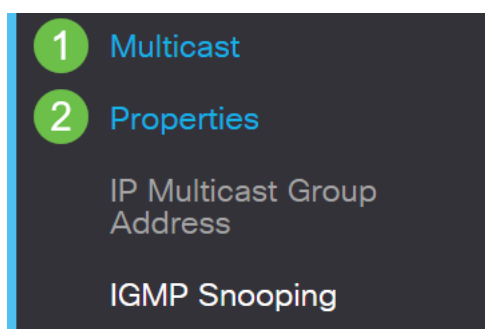 1 Multicast
2 Properties
IP Multicast Group
Address
IGMP Snooping